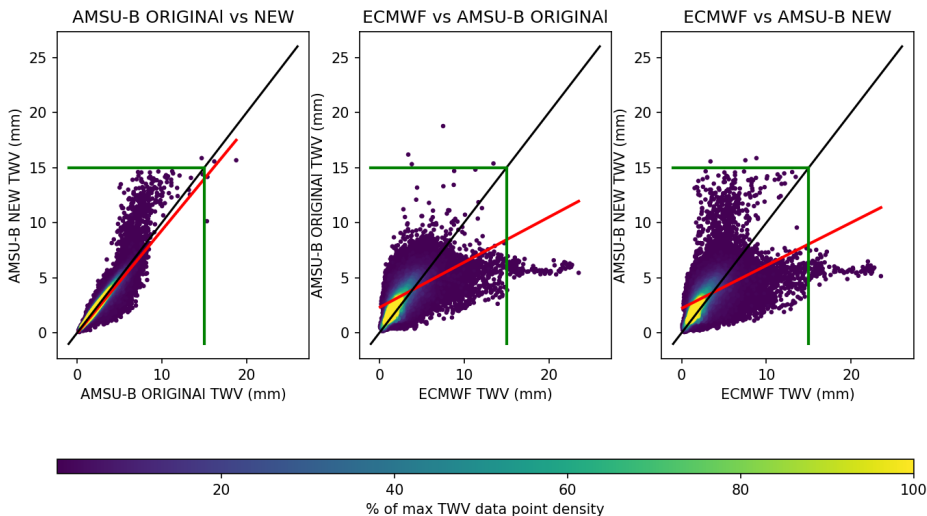 AMSU-B ORIGINAl vs NEW
ECMWF vs AMSU-B ORIGINAl
ECMWF vs AMSU-B NEW
AMSU-B NEW TWV (mm)
25
20
15
10
5
0
0 10 20
AMSU-B ORIGINAl TWV (mm)
AMSU-B ORIGINAl TWV (mm)
25
20
15
10
5
0
0 10 20
ECMWF TWV (mm)
AMSU-B NEW TWV (mm)
25
20
15
10
5
0
0 10 20
ECMWF TWV (mm)
20 40 60 80 100
% of max TWV data point density